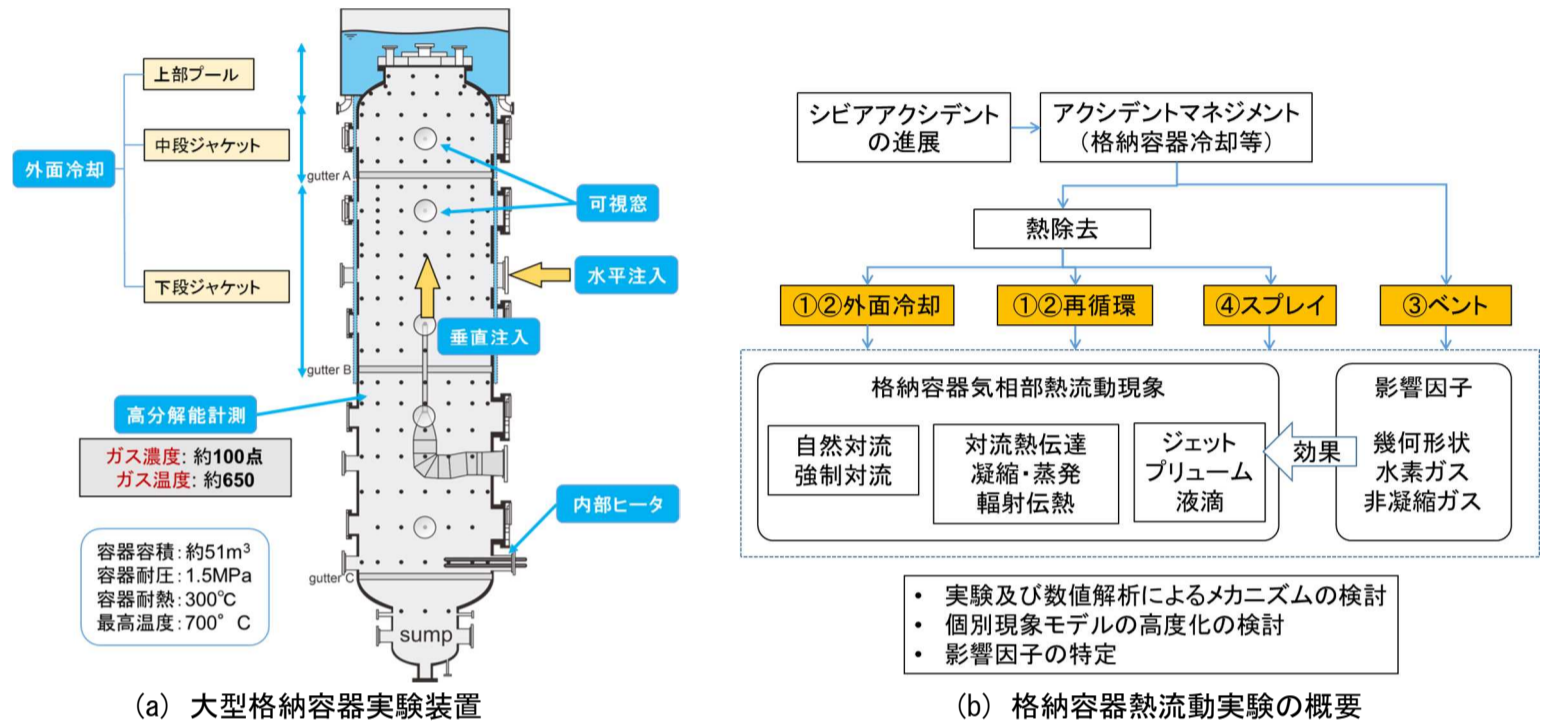 上部プール
中段ジャケット
外面冷却
下段ジャケット
gutter A
可視窓
水平注入
垂直注入
gutter B
高分解能計測
ガス濃度: 約100点
ガス温度: 約650
内部ヒータ
容器容積:約51m³
容器耐圧:1.5MPa
容器耐熱:300℃
最高温度:700° C
gutter C
sump
(a) 大型格納容器実験装置
シビアアクシデント
の進展
アクシデントマネジメント
(格納容器冷却等)
熱除去
①②外面冷却
①②再循環
④スプレイ
③ベント
格納容器気相部熱流動現象
自然対流
強制対流
対流熱伝達
凝縮・蒸発
輻射伝熱
ジェット
プリューム
液滴
効果
影響因子
幾何形状
水素ガス
非凝縮ガス
• 実験及び数値解析によるメカニズムの検討
• 個別現象モデルの高度化の検討
• 影響因子の特定
(b) 格納容器熱流動実験の概要